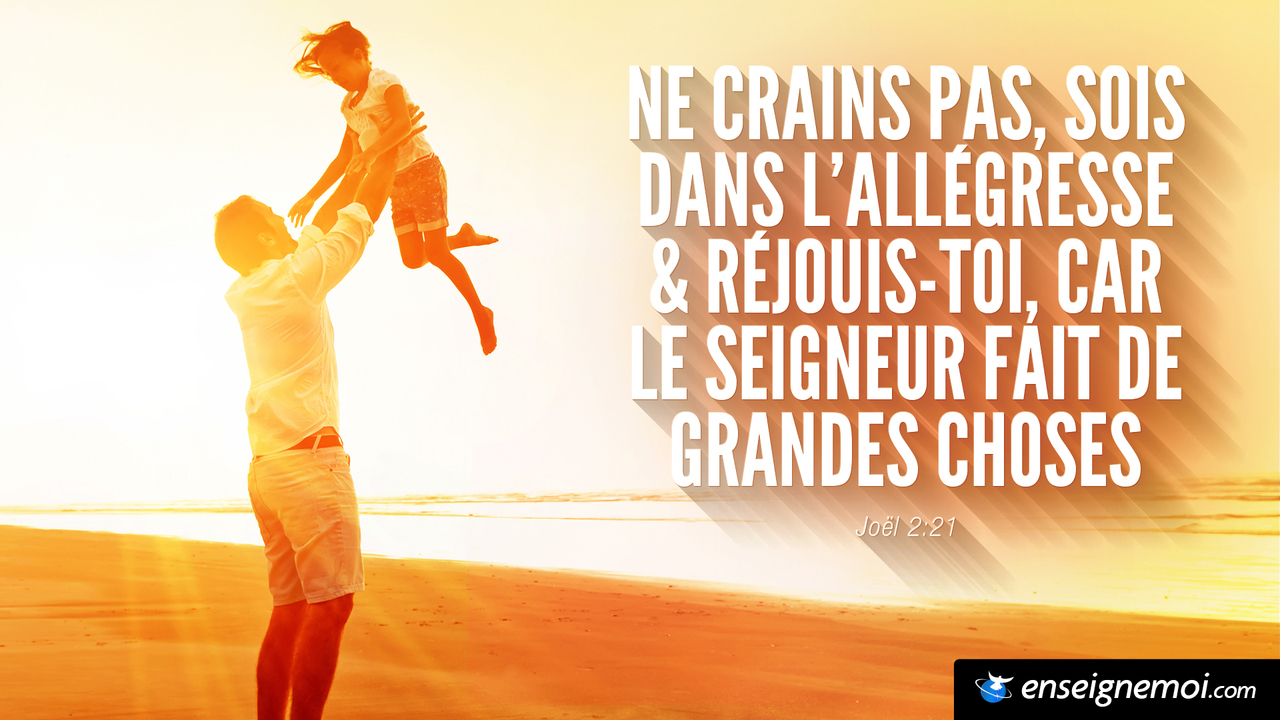 NE CRAINS PAS, SOIS
DANS L'ALLÉGRESSE
& RÉJOUIS-TOI, CAR
LE SEIGNEUR FAIT DE
GRANDES CHOSES
Joël 2:21
enseignemoi.com